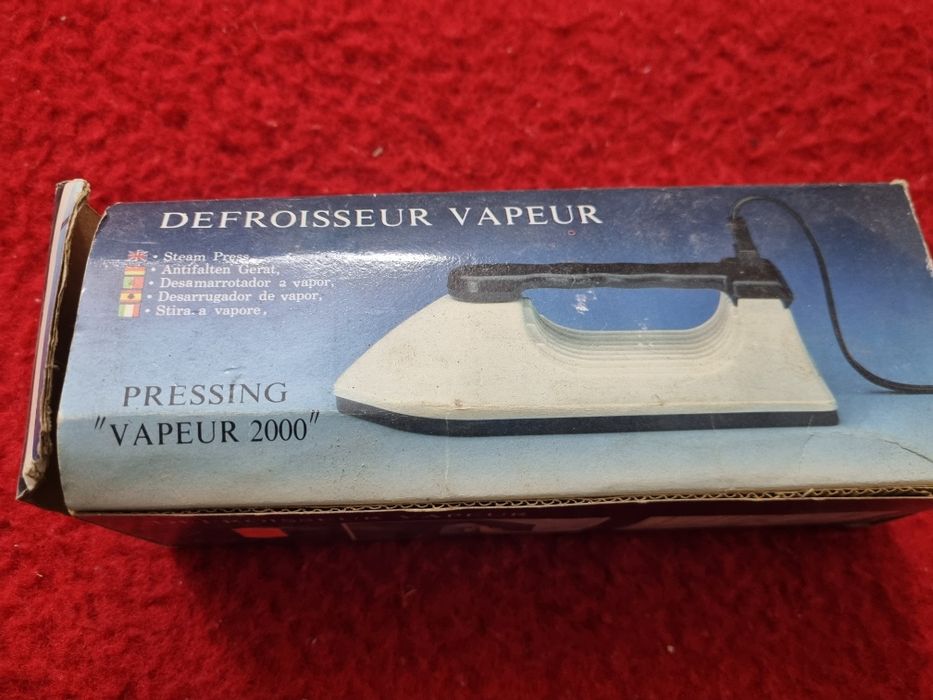 DEFROISSEUR VAPEUR
• Steam Press
• Antifalten Gerat,
• Desamarrotador a vapor,
• Desarrugador de vapor,
• Stira. a vapore,
PRESSING
"VAPEUR 2000"